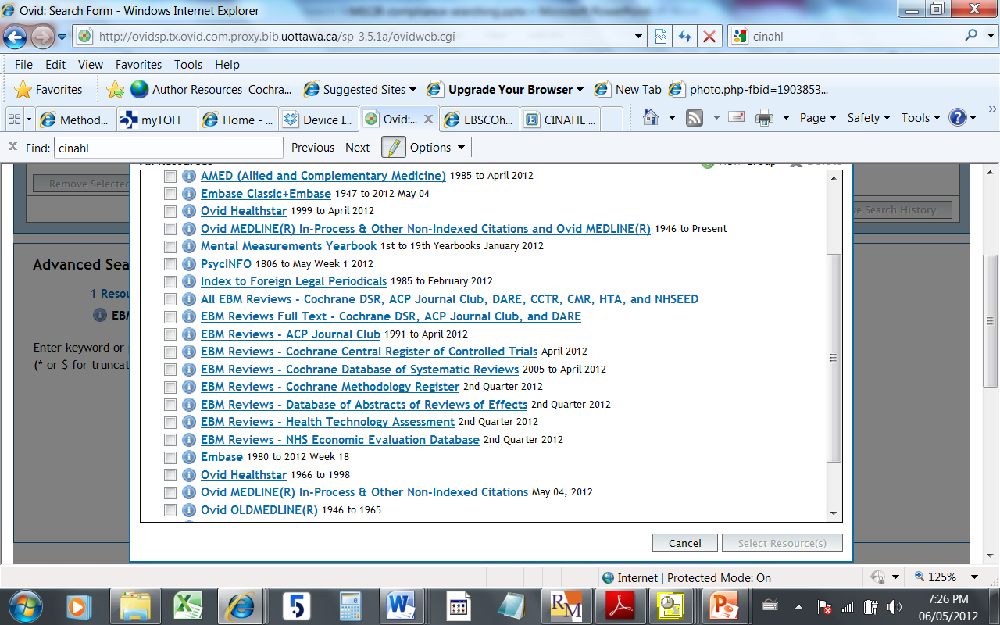 Ovid: Search Form - Windows Internet Explorer
http://ovidsp.tx.ovid.com.proxy.bib.uottawa.ca/sp-3.5.1a/ovidweb.cgi
cinahl
File Edit View Favorites Tools Help
Favorites Author Resources Cochra... Suggested Sites Upgrade Your Browser New Tab photo.php-fbid=1903853...
Method... myTOH Home - ... Device I... Ovid:... EBSCOh... CINAHL ... Page Safety Tools
Find: cinahl Previous Next Options
Remove Selected
ve Search History
Advanced Sea
1 Resou
EBM
Enter keyword or
(* or $ for truncat
AMED (Allied and Complementary Medicine) 1985 to April 2012
Embase Classic+Embase 1947 to 2012 May 04
Ovid Healthstar 1999 to April 2012
Ovid MEDLINE(R) In-Process & Other Non-Indexed Citations and Ovid MEDLINE(R) 1946 to Present
Mental Measurements Yearbook 1st to 19th Yearbooks January 2012
PsycINFO 1806 to May Week 1 2012
Index to Foreign Legal Periodicals 1985 to February 2012
All EBM Reviews - Cochrane DSR, ACP Journal Club, DARE, CCTR, CMR, HTA, and NHSEED
EBM Reviews Full Text - Cochrane DSR, ACP Journal Club, and DARE
EBM Reviews - ACP Journal Club 1991 to April 2012
EBM Reviews - Cochrane Central Register of Controlled Trials April 2012
EBM Reviews - Cochrane Database of Systematic Reviews 2005 to April 2012
EBM Reviews - Cochrane Methodology Register 2nd Quarter 2012
EBM Reviews - Database of Abstracts of Reviews of Effects 2nd Quarter 2012
EBM Reviews - Health Technology Assessment 2nd Quarter 2012
EBM Reviews - NHS Economic Evaluation Database 2nd Quarter 2012
Embase 1980 to 2012 Week 18
Ovid Healthstar 1966 to 1998
Ovid MEDLINE(R) In-Process & Other Non-Indexed Citations May 04, 2012
Ovid OLDMEDLINE(R) 1946 to 1965
Cancel Select Resource(s)
Internet | Protected Mode: On 125%
7:26 PM
06/05/2012